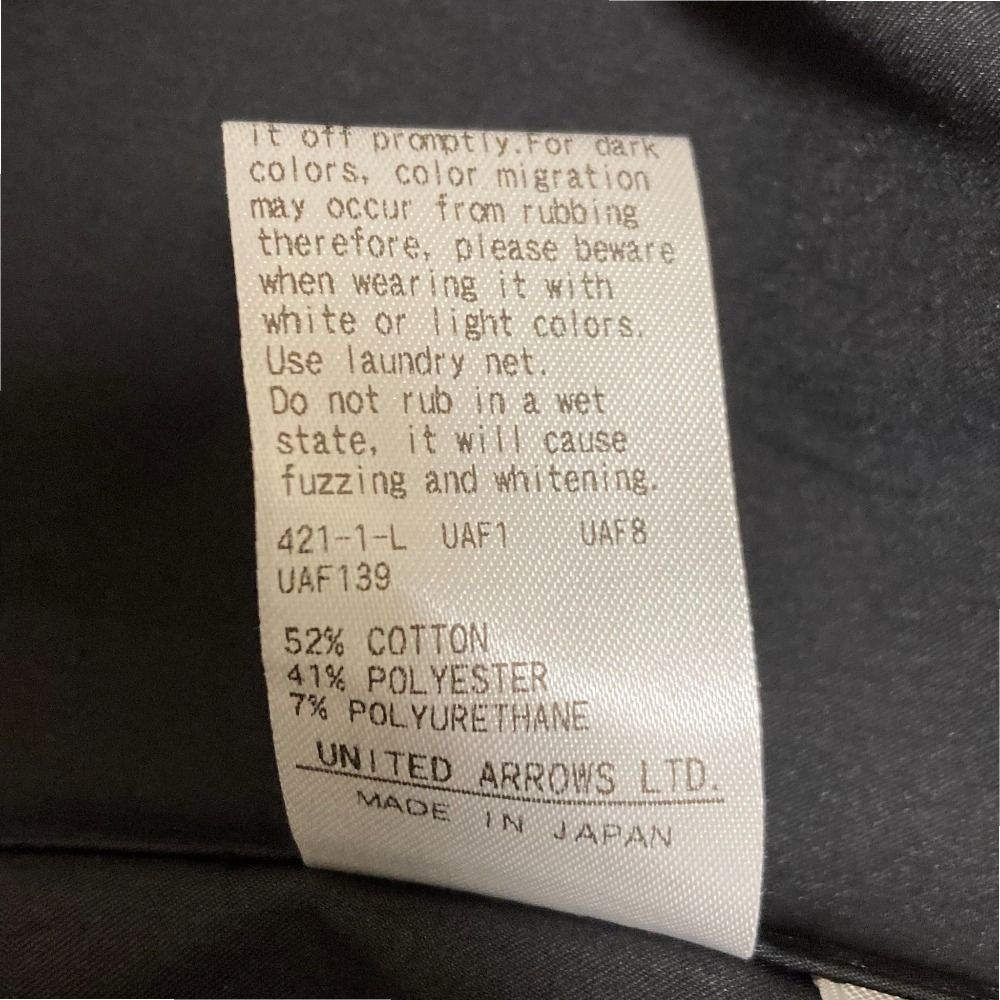 it off promptly.For dark
colors, color migration
may occur from rubbing
therefore, please beware
when wearing it with
white or light colors.
Use laundry net.
Do not rub in a wet
state, it will cause
fuzzing and whitening.
421-1-L UAF1 UAF8
UAF139
52% COTTON
41% POLYESTER
7% POLYURETHANE
UNITED ARROWS LTD.
MADE IN JAPAN